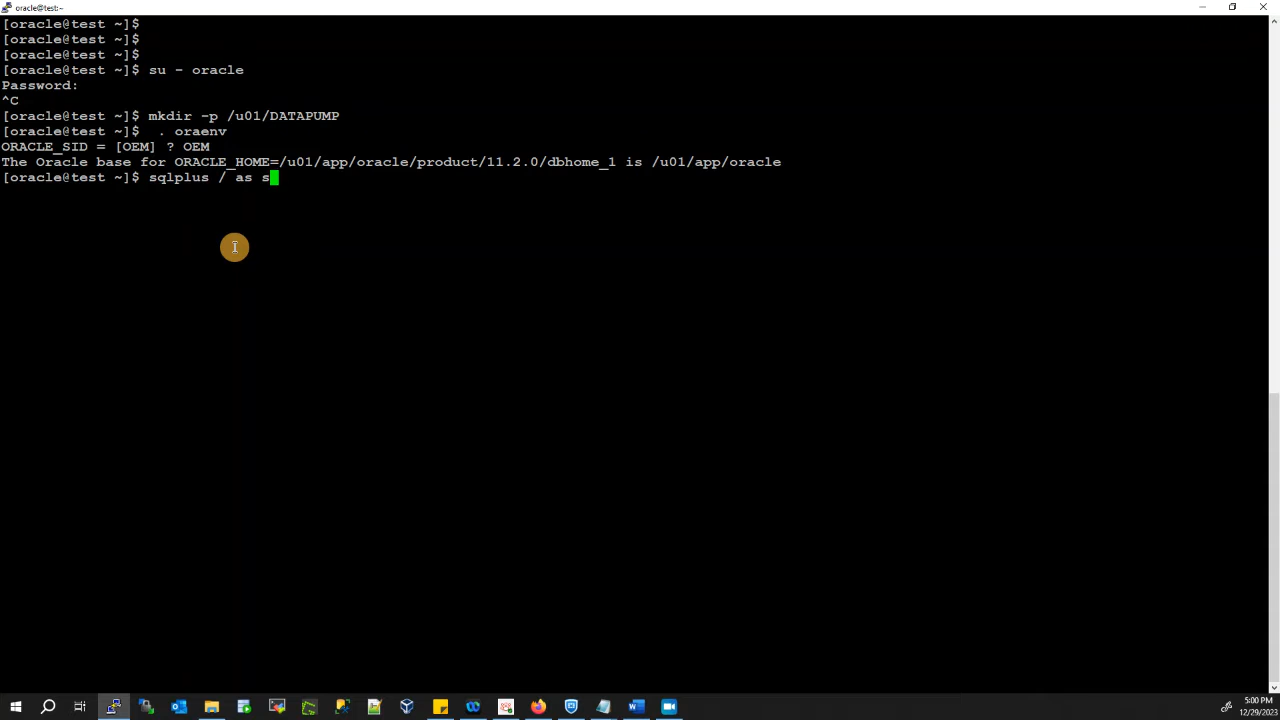 oracle@test:~
[oracle@test ~]$
[oracle@test ~]$
[oracle@test ~]$
[oracle@test ~]$ su - oracle
Password:
^C
[oracle@test ~]$ mkdir -p /u01/DATAPUMP
[oracle@test ~]$  . oraenv
ORACLE_SID = [OEM] ? OEM
The Oracle base for ORACLE_HOME=/u01/app/oracle/product/11.2.0/dbhome_1 is /u01/app/oracle
[oracle@test ~]$ sqlplus / as s
5:00 PM
12/29/2023